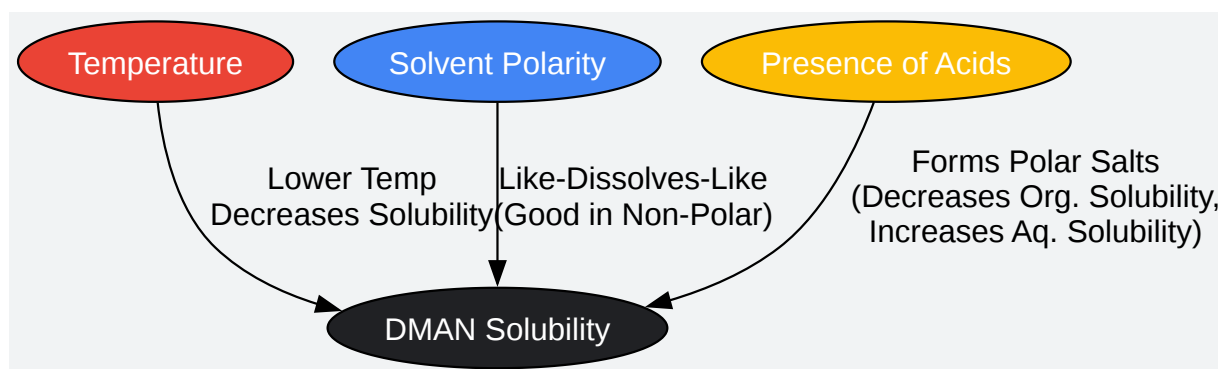 Temperature
Solvent Polarity
Presence of Acids
Lower Temp
Decreases Solubility
Like-Dissolves-Like
(Good in Non-Polar)
Forms Polar Salts
(Decreases Org. Solubility,
Increases Aq. Solubility)
DMAN Solubility